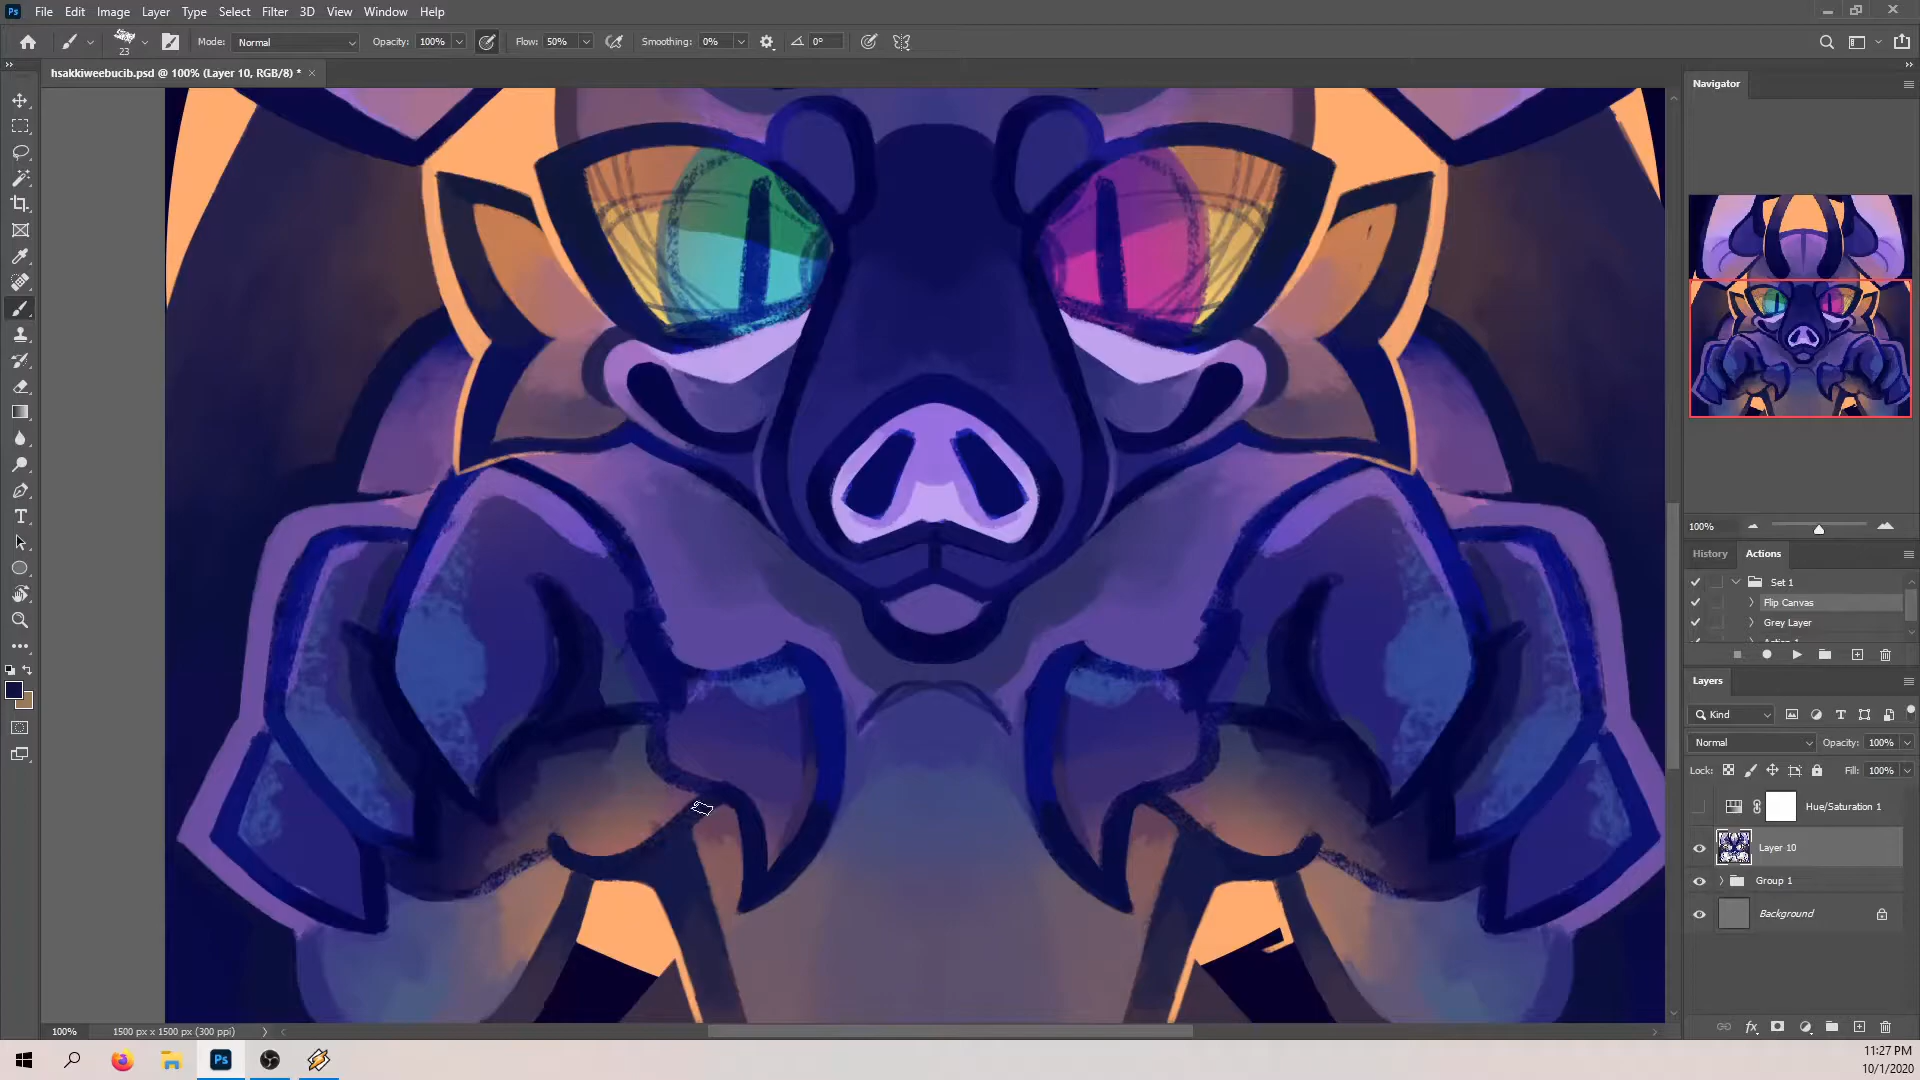 Ps File Edit Image Layer Type Select Filter 3D View Window Help
23 Mode: Normal Opacity: 100% Flow: 50% Smoothing: 0% 0°
hsakkiweebucib.psd @ 100% (Layer 10, RGB/8) *
Navigator
100%
History Actions
Set 1
Flip Canvas
Grey Layer
Layers
Kind
Normal Opacity: 100%
Lock: Fill: 100%
Hue/Saturation 1
Layer 10
Group 1
Background
fx
100% 1500 px x 1500 px (300 ppi)
Ps
11:27 PM
10/1/2020